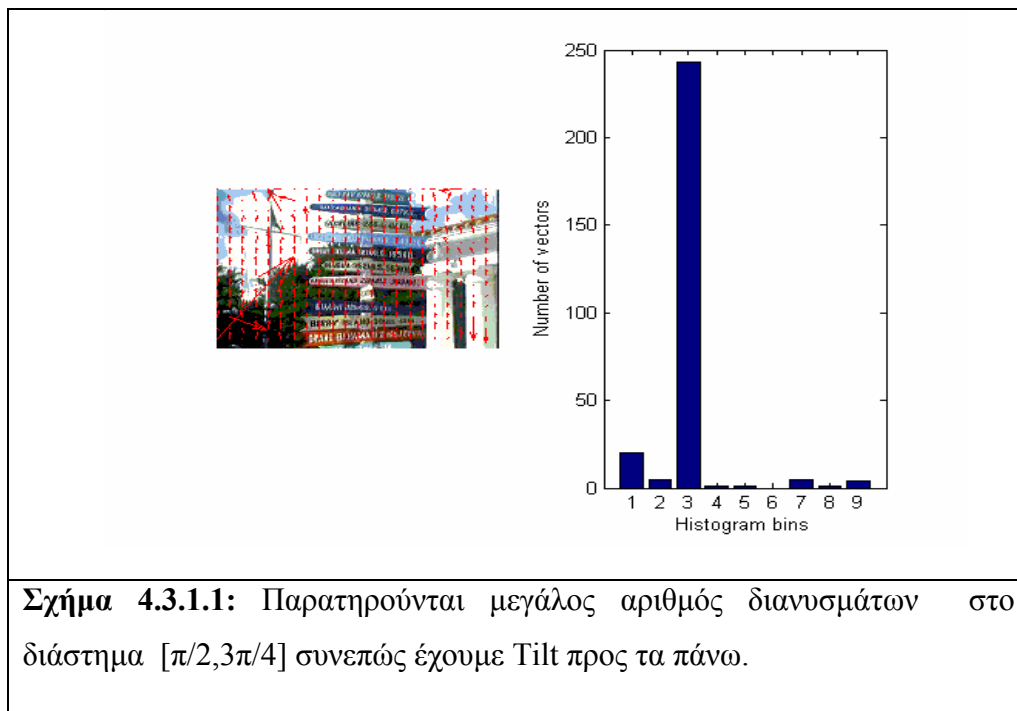 250
200
150
100
50
0
Number of vectors
1 2 3 4 5 6 7 8 9
Histogram bins
Σχήμα 4.3.1.1: Παρατηρούνται μεγάλος αριθμός διανυσμάτων στο
διάστημα [π/2,3π/4] συνεπώς έχουμε Tilt προς τα πάνω.